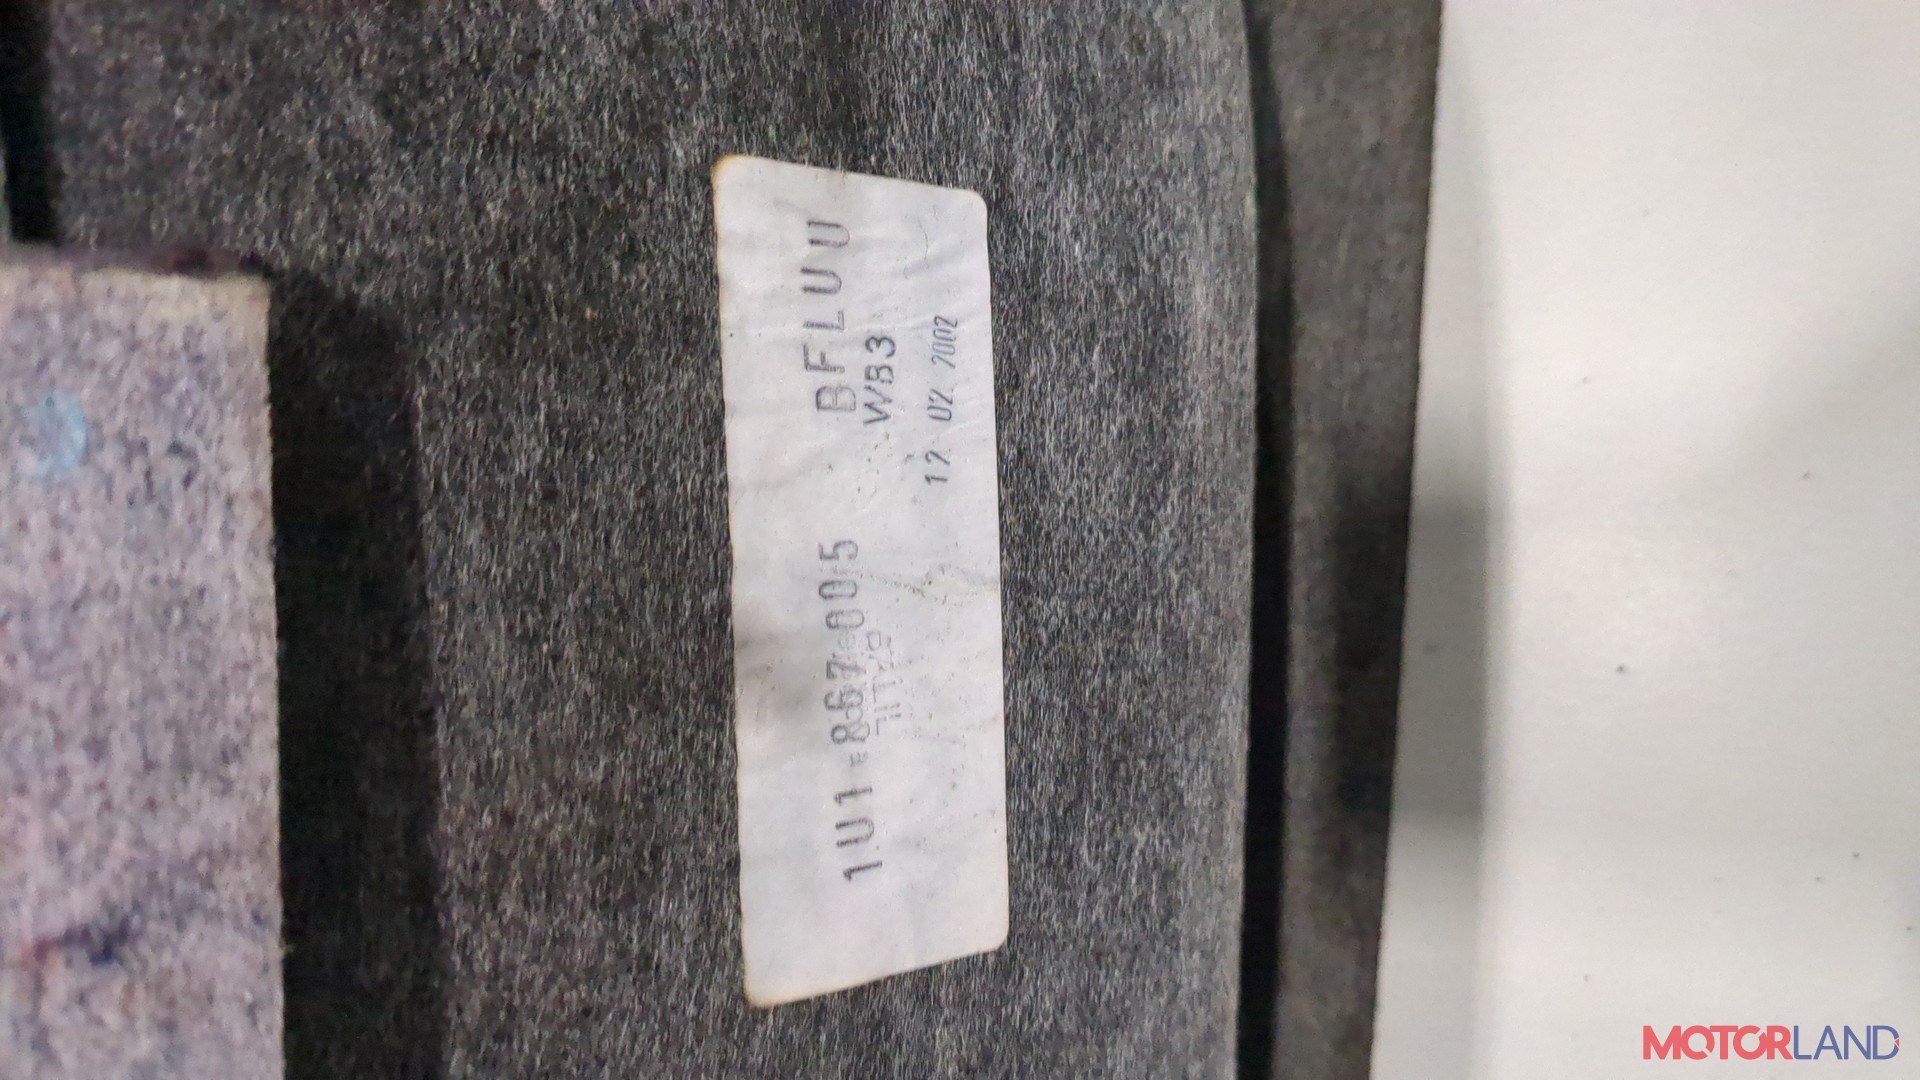 1U1 867 005 BFLUU
WB3
12 02. 2002
MOTORLAND